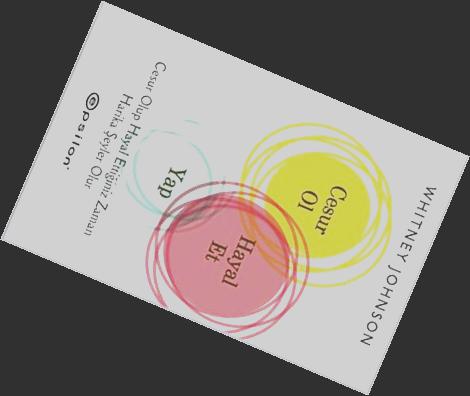 WHITNEY JOHNSON
Cesur
Ol
Hayal
Et
Yap
Cesur Olup Hayal Ettiğiniz Zaman
Harika Şeyler Olur
epsilon